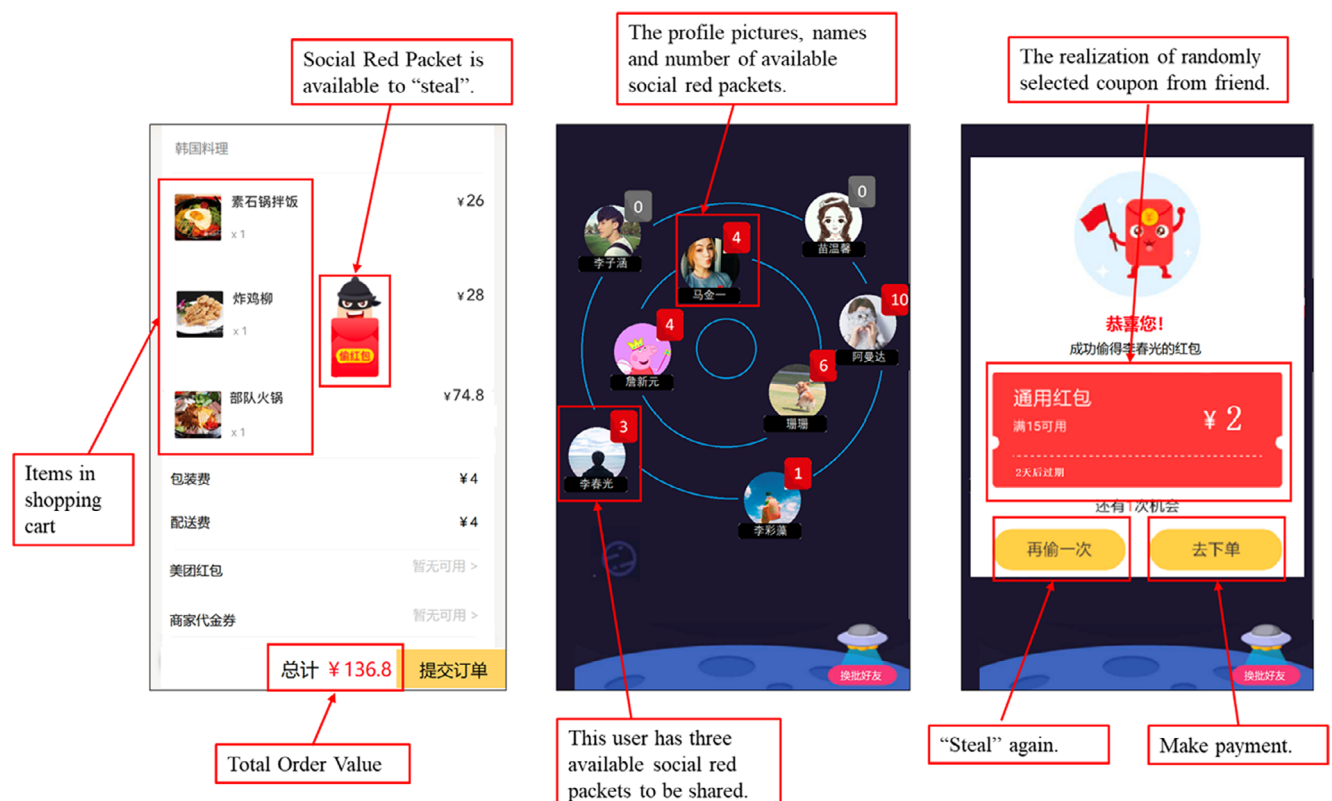 Social Red Packet is
available to “steal”.
The profile pictures, names
and number of available
social red packets.
The realization of randomly
selected coupon from friend.
韩国料理
素石锅拌饭
¥26
x 1
炸鸡柳
¥28
x 1
偷红包
部队火锅
¥74.8
x 1
Items in
shopping
cart
包装费
¥4
配送费
¥4
美团红包
暂无可用 >
商家代金券
暂无可用 >
总计 ¥136.8
提交订单
Total Order Value
0
李子涵
4
马金一
0
苗温馨
10
阿曼达
4
詹新元
6
珊珊
3
李春光
1
李彩藻
换批好友
This user has three
available social red
packets to be shared.
恭喜您!
成功偷得李春光的红包
通用红包
满15可用
¥ 2
2天后过期
还有1次机会
再偷一次
去下单
换批好友
“Steal” again.
Make payment.